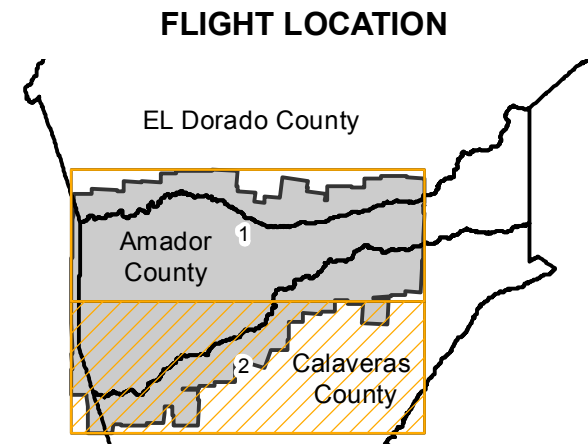 FLIGHT LOCATION
EL Dorado County
1
Amador
County
2
Calaveras
County